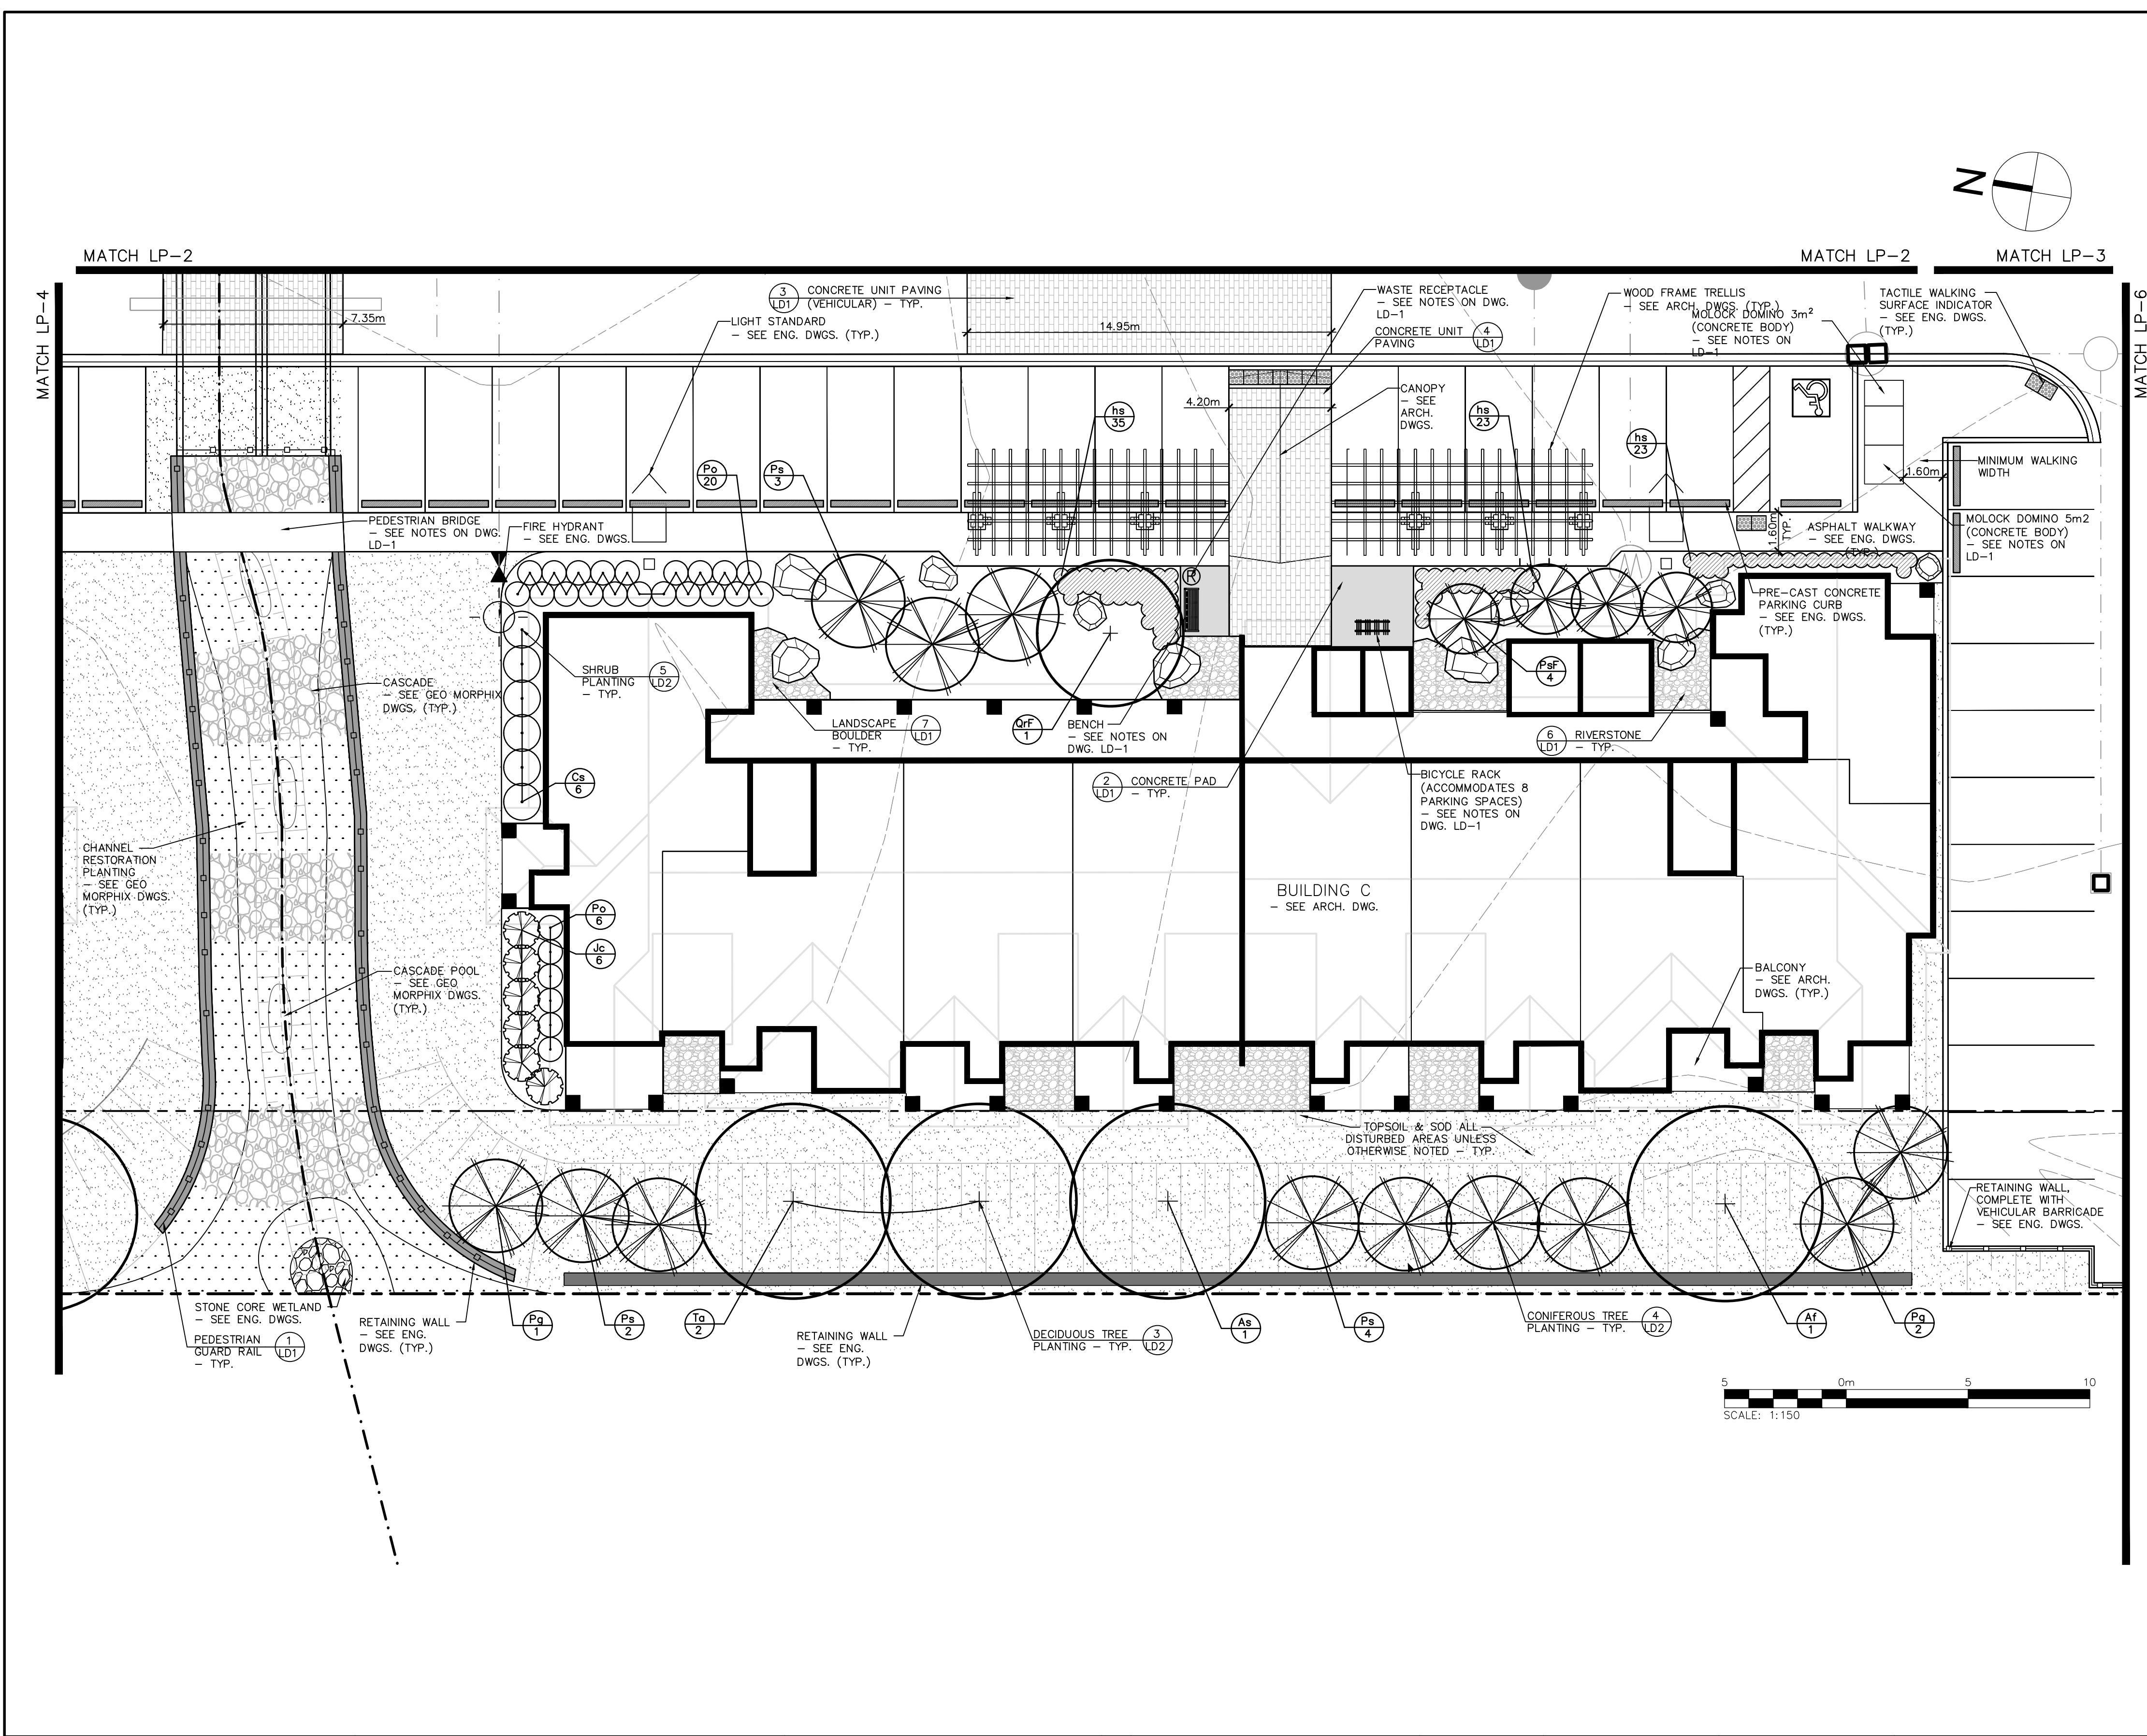 N
MATCH LP-2
MATCH LP-2
MATCH LP-3
MATCH LP-4
MATCH LP-6
7.35m
3
LD1
CONCRETE UNIT PAVING
(VEHICULAR) – TYP.
LIGHT STANDARD
– SEE ENG. DWGS. (TYP.)
14.95m
WASTE RECEPTACLE
– SEE NOTES ON DWG.
LD-1
CONCRETE UNIT
PAVING
4
LD1
WOOD FRAME TRELLIS
– SEE ARCH. DWGS. (TYP.)
MOLOCK DOMINO 3m²
(CONCRETE BODY)
– SEE NOTES ON
LD-1
TACTILE WALKING
SURFACE INDICATOR
– SEE ENG. DWGS.
(TYP.)
CANOPY
– SEE
ARCH.
DWGS.
4.20m
hs
35
hs
23
hs
23
Po
20
Ps
3
MINIMUM WALKING
WIDTH
1.60m
1.60m
TYP.
PEDESTRIAN BRIDGE
– SEE NOTES ON DWG.
LD-1
FIRE HYDRANT
– SEE ENG. DWGS.
ASPHALT WALKWAY
– SEE ENG. DWGS.
(TYP.)
MOLOCK DOMINO 5m2
(CONCRETE BODY)
– SEE NOTES ON
LD-1
R
PRE-CAST CONCRETE
PARKING CURB
– SEE ENG. DWGS.
(TYP.)
SHRUB
PLANTING
– TYP.
5
LD2
PsF
4
CASCADE
– SEE GEO MORPHIX
DWGS. (TYP.)
LANDSCAPE
BOULDER
– TYP.
7
LD1
QrF
1
BENCH
– SEE NOTES ON
DWG. LD-1
6
LD1
RIVERSTONE
– TYP.
Cs
6
2
LD1
CONCRETE PAD
– TYP.
BICYCLE RACK
(ACCOMMODATES 8
PARKING SPACES)
– SEE NOTES ON
DWG. LD-1
CHANNEL
RESTORATION
PLANTING
– SEE GEO
MORPHIX DWGS.
(TYP.)
BUILDING C
– SEE ARCH. DWG.
Po
6
Jc
6
CASCADE POOL
– SEE GEO
MORPHIX DWGS.
(TYP.)
BALCONY
– SEE ARCH.
DWGS. (TYP.)
TOPSOIL & SOD ALL
DISTURBED AREAS UNLESS
OTHERWISE NOTED – TYP.
RETAINING WALL,
COMPLETE WITH
VEHICULAR BARRICADE
– SEE ENG. DWGS.
STONE CORE WETLAND
– SEE ENG. DWGS.
PEDESTRIAN
GUARD RAIL
– TYP.
1
LD1
RETAINING WALL
– SEE ENG.
DWGS. (TYP.)
Pg
1
Ps
2
Ta
2
RETAINING WALL
– SEE ENG.
DWGS. (TYP.)
DECIDUOUS TREE
PLANTING – TYP.
3
LD2
As
1
Ps
4
CONIFEROUS TREE
PLANTING – TYP.
4
LD2
Af
1
Pg
2
5 0m 5 10
SCALE: 1:150